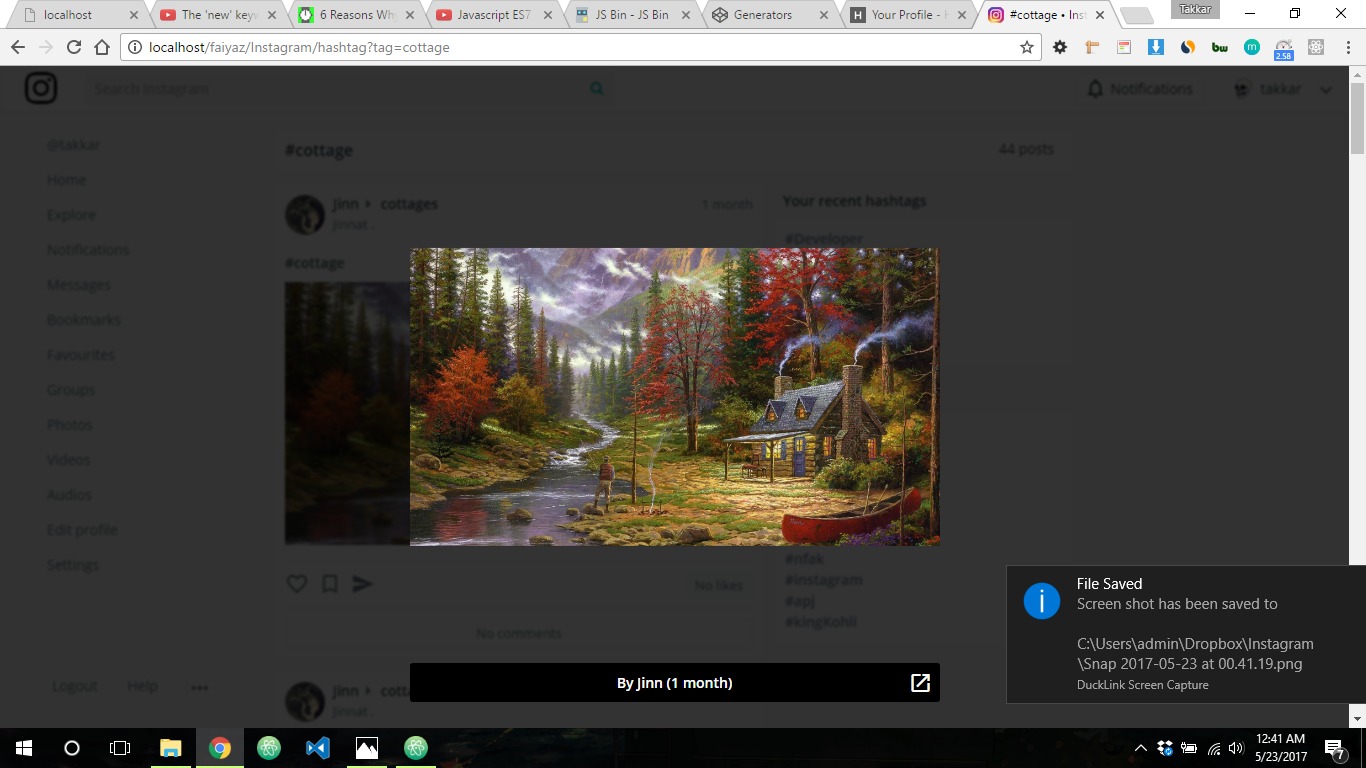 localhost
The 'new' keyw
6 Reasons Why
Javascript ES7
JS Bin - JS Bin
Generators
Your Profile - H
#cottage • Inst
Takkar
localhost/faiyaz/Instagram/hashtag?tag=cottage
bw
m
2.58
Search Instagram
Notifications
takkar
@takkar
Home
Explore
Notifications
Messages
Bookmarks
Favourites
Groups
Photos
Videos
Audios
Edit profile
Settings
Logout
Help
#cottage
44 posts
Jinn
cottages
1 month
Jinnat .
#cottage
No likes
No comments
Jinn
cotta
Jinnat .
Your recent hashtags
#Developer
#nfak
#instagram
#apj
#kingKohli
By Jinn (1 month)
File Saved
Screen shot has been saved to
C:\Users\admin\Dropbox\Instagram
\Snap 2017-05-23 at 00.41.19.png
DuckLink Screen Capture
12:41 AM
5/23/2017
7